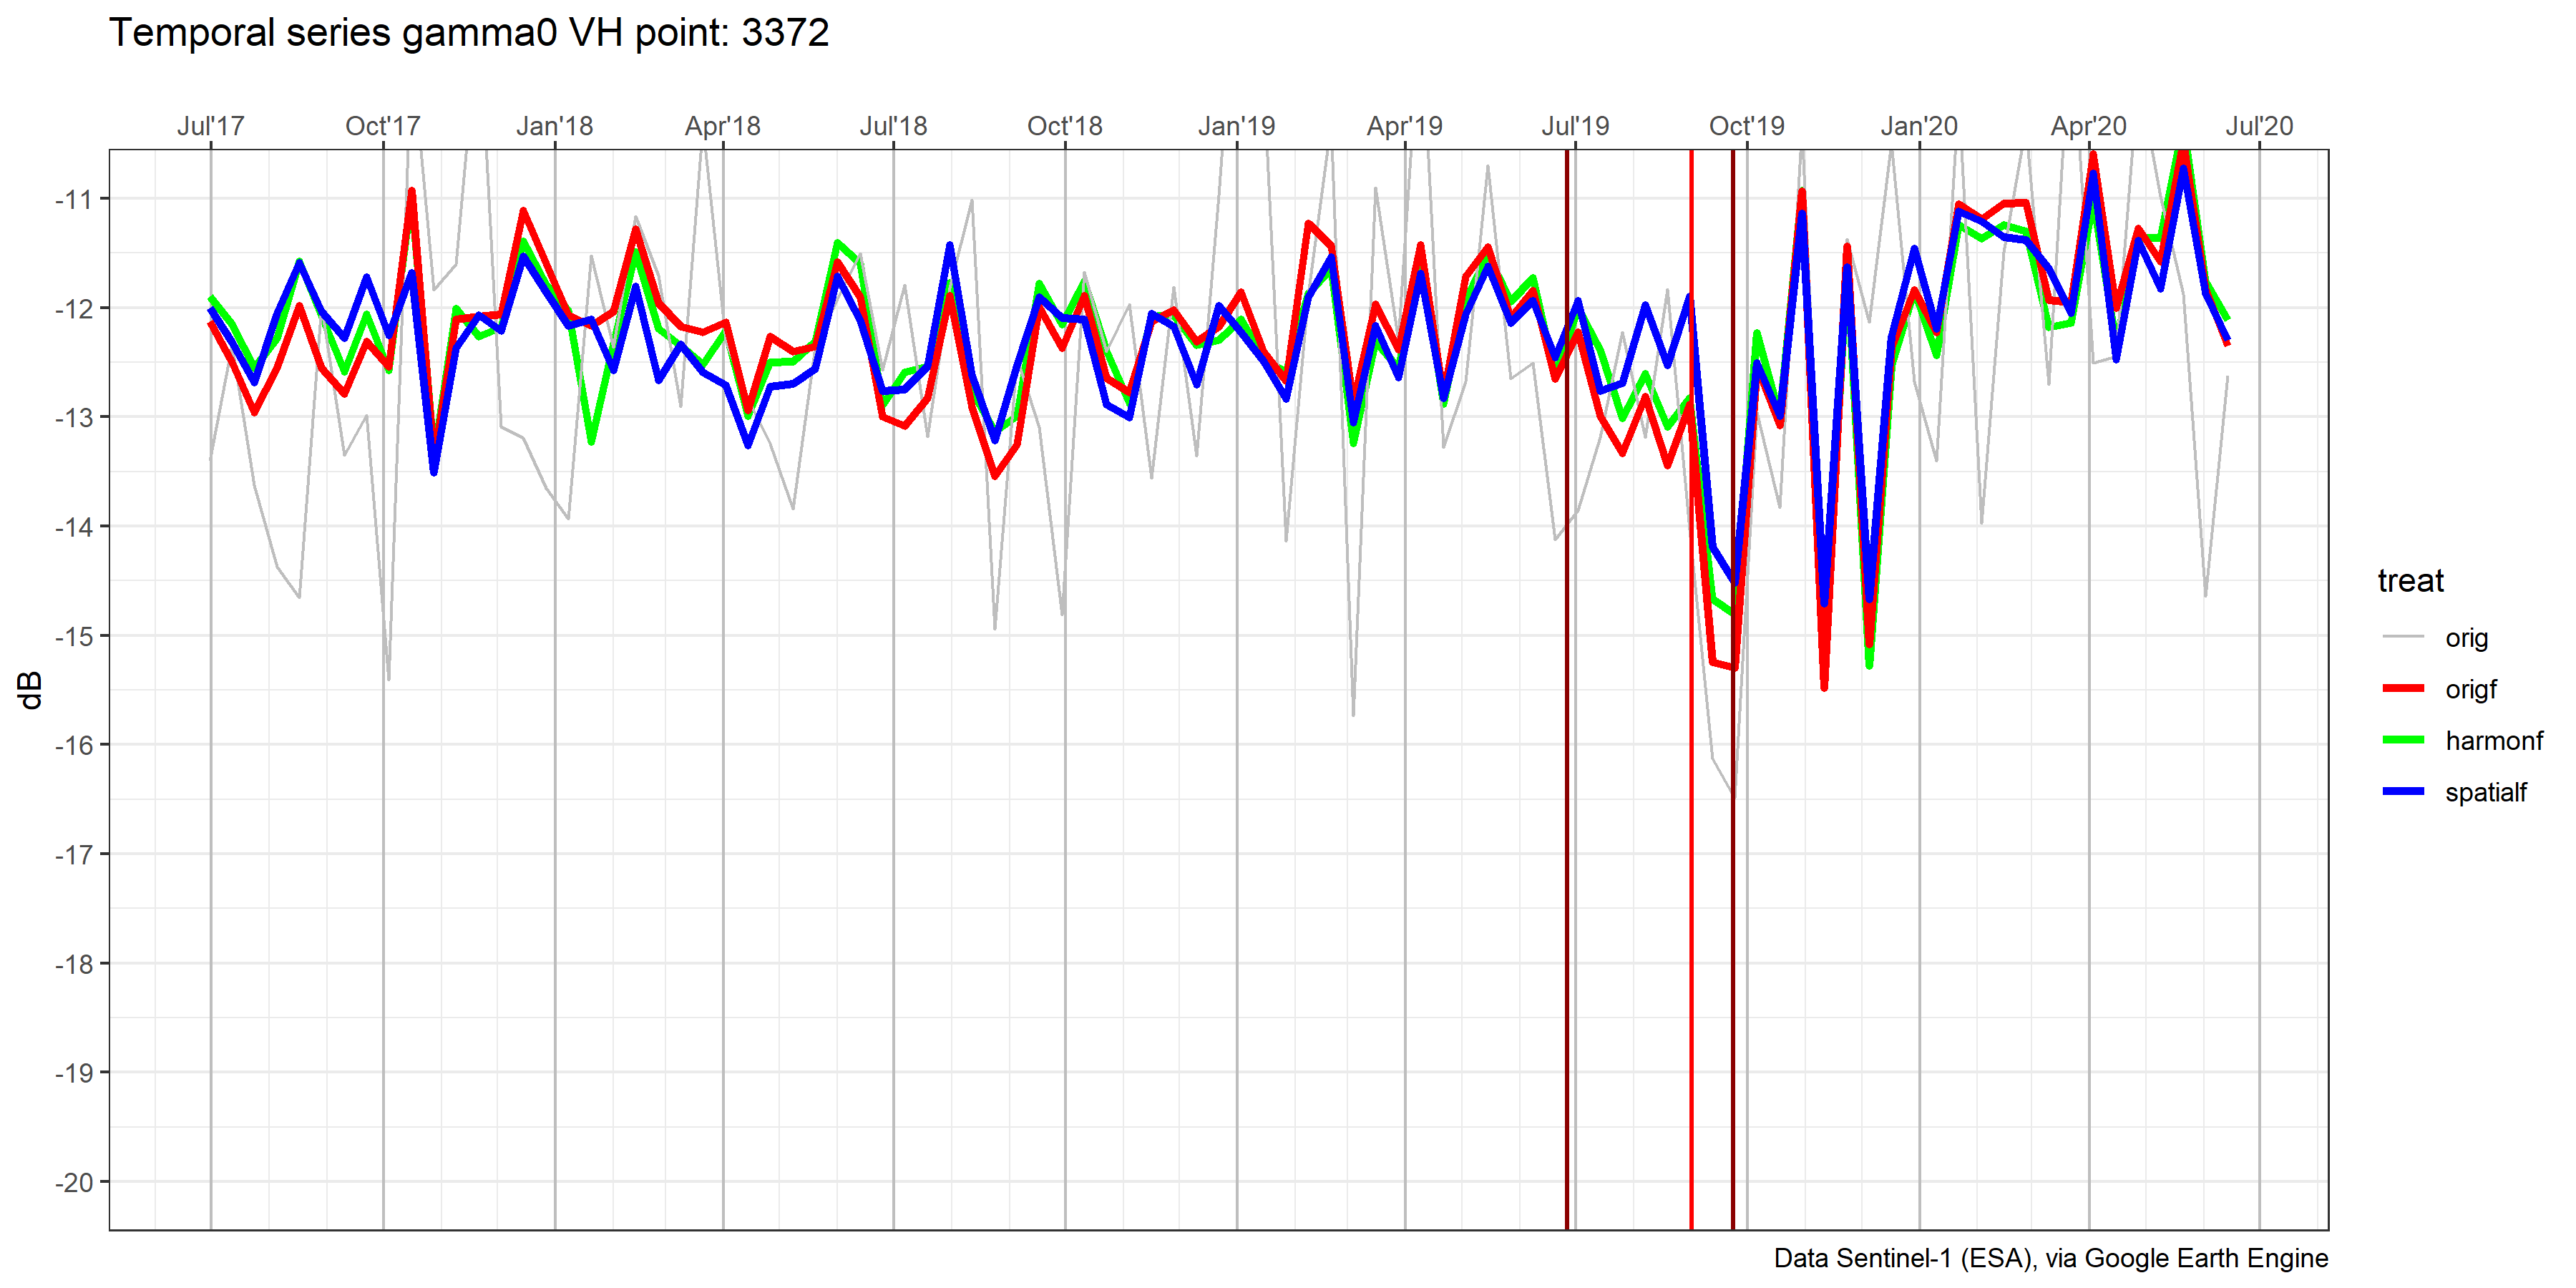 Temporal series gamma0 VH point: 3372
Jul'17 Oct'17 Jan'18 Apr'18 Jul'18 Oct'18 Jan'19 Apr'19 Jul'19 Oct'19 Jan'20 Apr'20 Jul'20
-11
-12
-13
-14
-15
-16
-17
-18
-19
-20
dB
treat
orig
origf
harmonf
spatialf
Data Sentinel-1 (ESA), via Google Earth Engine